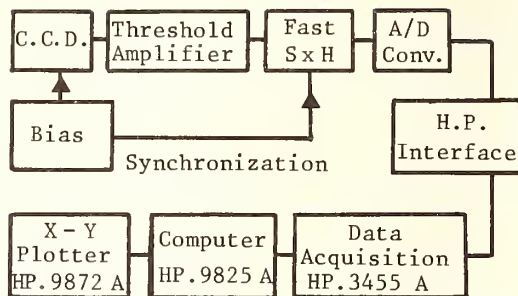 C.C.D.
Threshold
Amplifier
Fast
S x H
A/D
Conv.
Bias
Synchronization
H.P.
Interface
X - Y
Plotter
HP.9872 A
Computer
HP.9825 A
Data
Acquisition
HP.3455 A